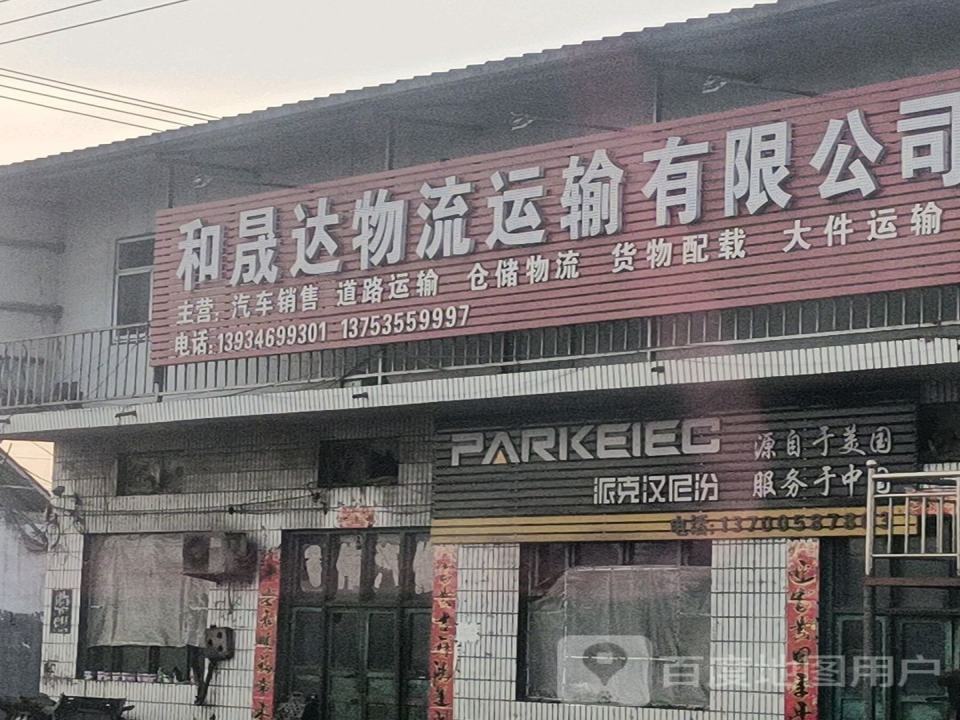 和晟达物流运输有限公司
主营：汽车销售 道路运输 仓储物流 货物配载 大件运输
电话：13934699301 13753559997
PARKEIEC 源自于美国
派克汉尼汾 服务于中国
百度地图用户